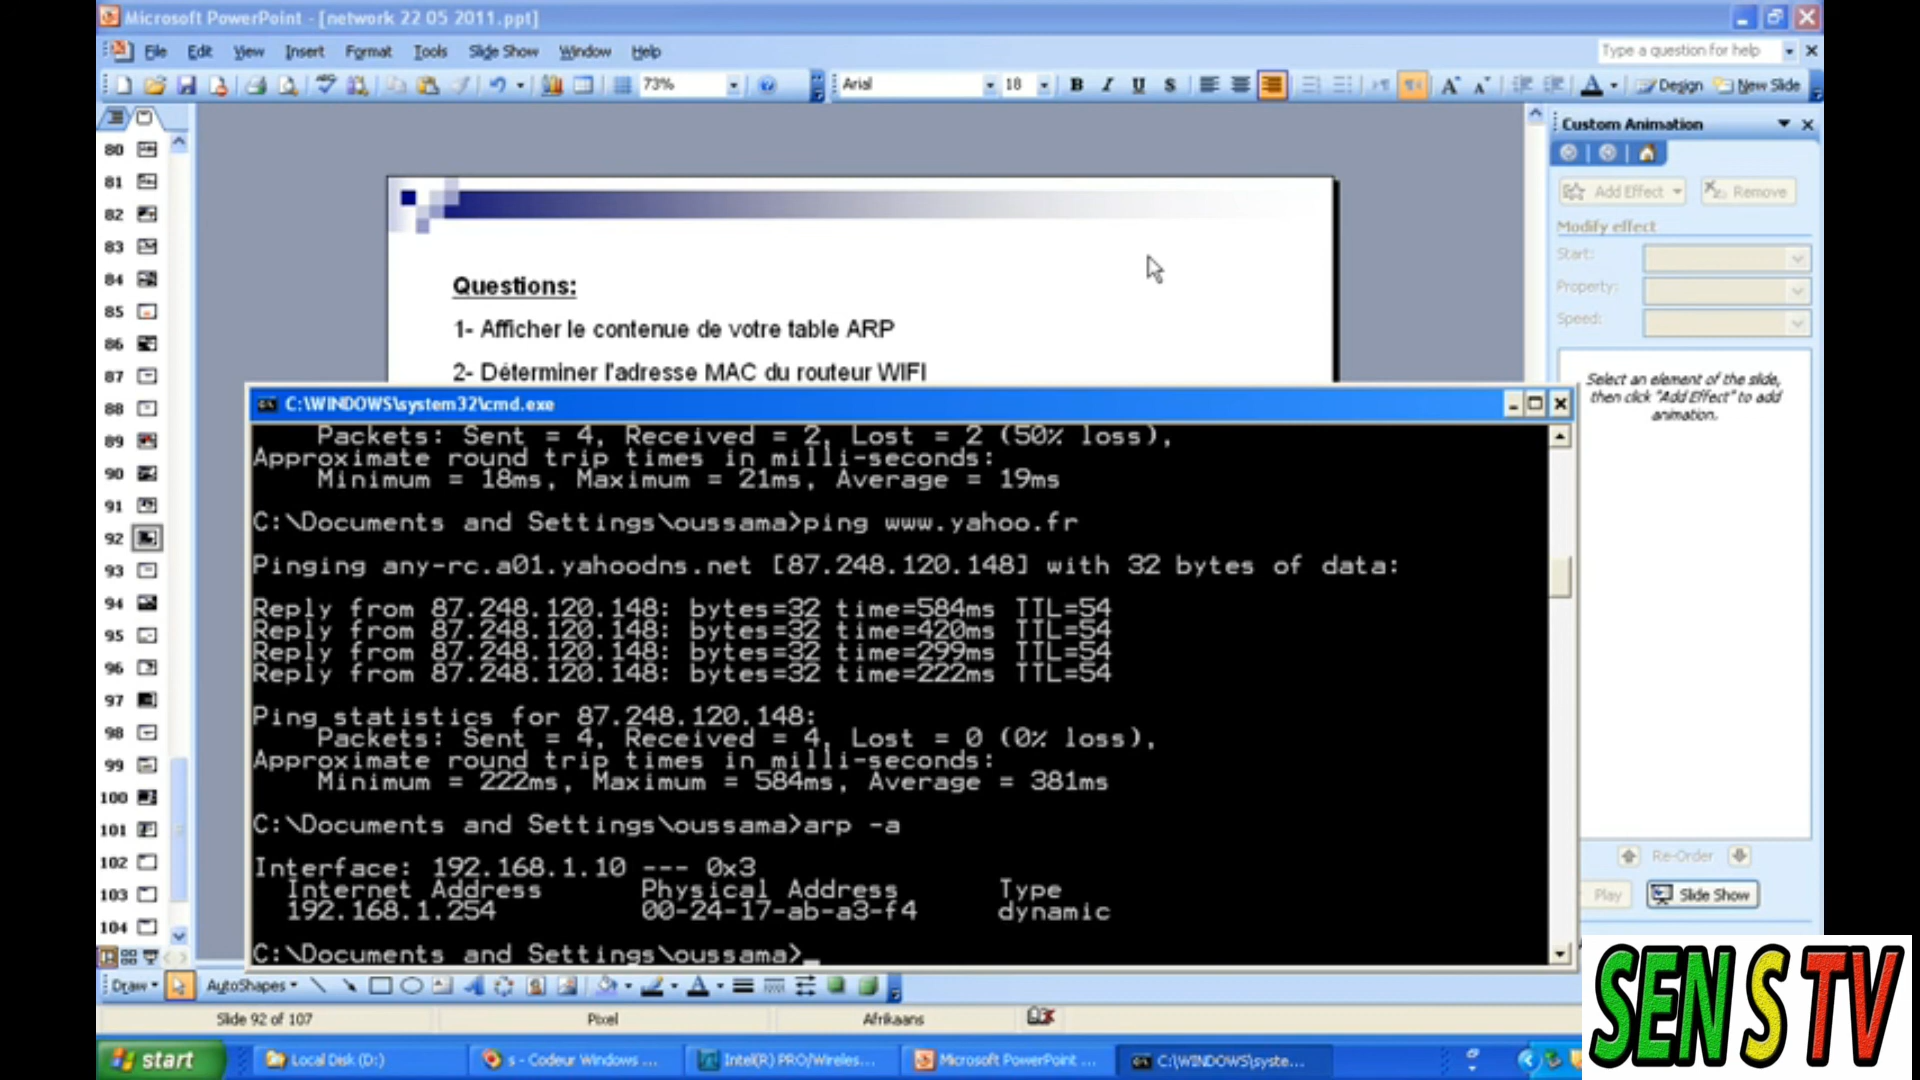 Microsoft PowerPoint - [network 22 05 2011.ppt]
File Edit View Insert Format Tools Slide Show Window Help
Type a question for help
73%
Arial
18
B I U S
Design
New Slide
Custom Animation
Add Effect
Remove
Modify effect
Start:
Property:
Speed:
Select an element of the slide,
then click "Add Effect" to add
animation.
80
81
82
83
84
85
86
87
88
89
90
91
92
93
94
95
96
97
98
99
100
101
102
103
104
Questions:
1- Afficher le contenue de votre table ARP
2- Déterminer l'adresse MAC du routeur WIFI
C:\WINDOWS\system32\cmd.exe
Packets: Sent = 4, Received = 2, Lost = 2 (50% loss),
Approximate round trip times in milli-seconds:
Minimum = 18ms, Maximum = 21ms, Average = 19ms
C:\Documents and Settings\oussama>ping www.yahoo.fr
Pinging any-rc.a01.yahoodns.net [87.248.120.148] with 32 bytes of data:
Reply from 87.248.120.148: bytes=32 time=584ms TTL=54
Reply from 87.248.120.148: bytes=32 time=420ms TTL=54
Reply from 87.248.120.148: bytes=32 time=299ms TTL=54
Reply from 87.248.120.148: bytes=32 time=222ms TTL=54
Ping statistics for 87.248.120.148:
Packets: Sent = 4, Received = 4, Lost = 0 (0% loss),
Approximate round trip times in milli-seconds:
Minimum = 222ms, Maximum = 584ms, Average = 381ms
C:\Documents and Settings\oussama>arp -a
Interface: 192.168.1.10 --- 0x3
Internet Address Physical Address Type
192.168.1.254 00-24-17-ab-a3-f4 dynamic
C:\Documents and Settings\oussama>_
Re-Order
Play
Slide Show
Draw
AutoShapes
Slide 92 of 107
Pixel
Afrikaans
start
Local Disk (D:)
s - Codeur Windows ...
Intel(R) PRO/Wireles...
Microsoft PowerPoint ...
C:\WINDOWS\syste...
SEN S TV